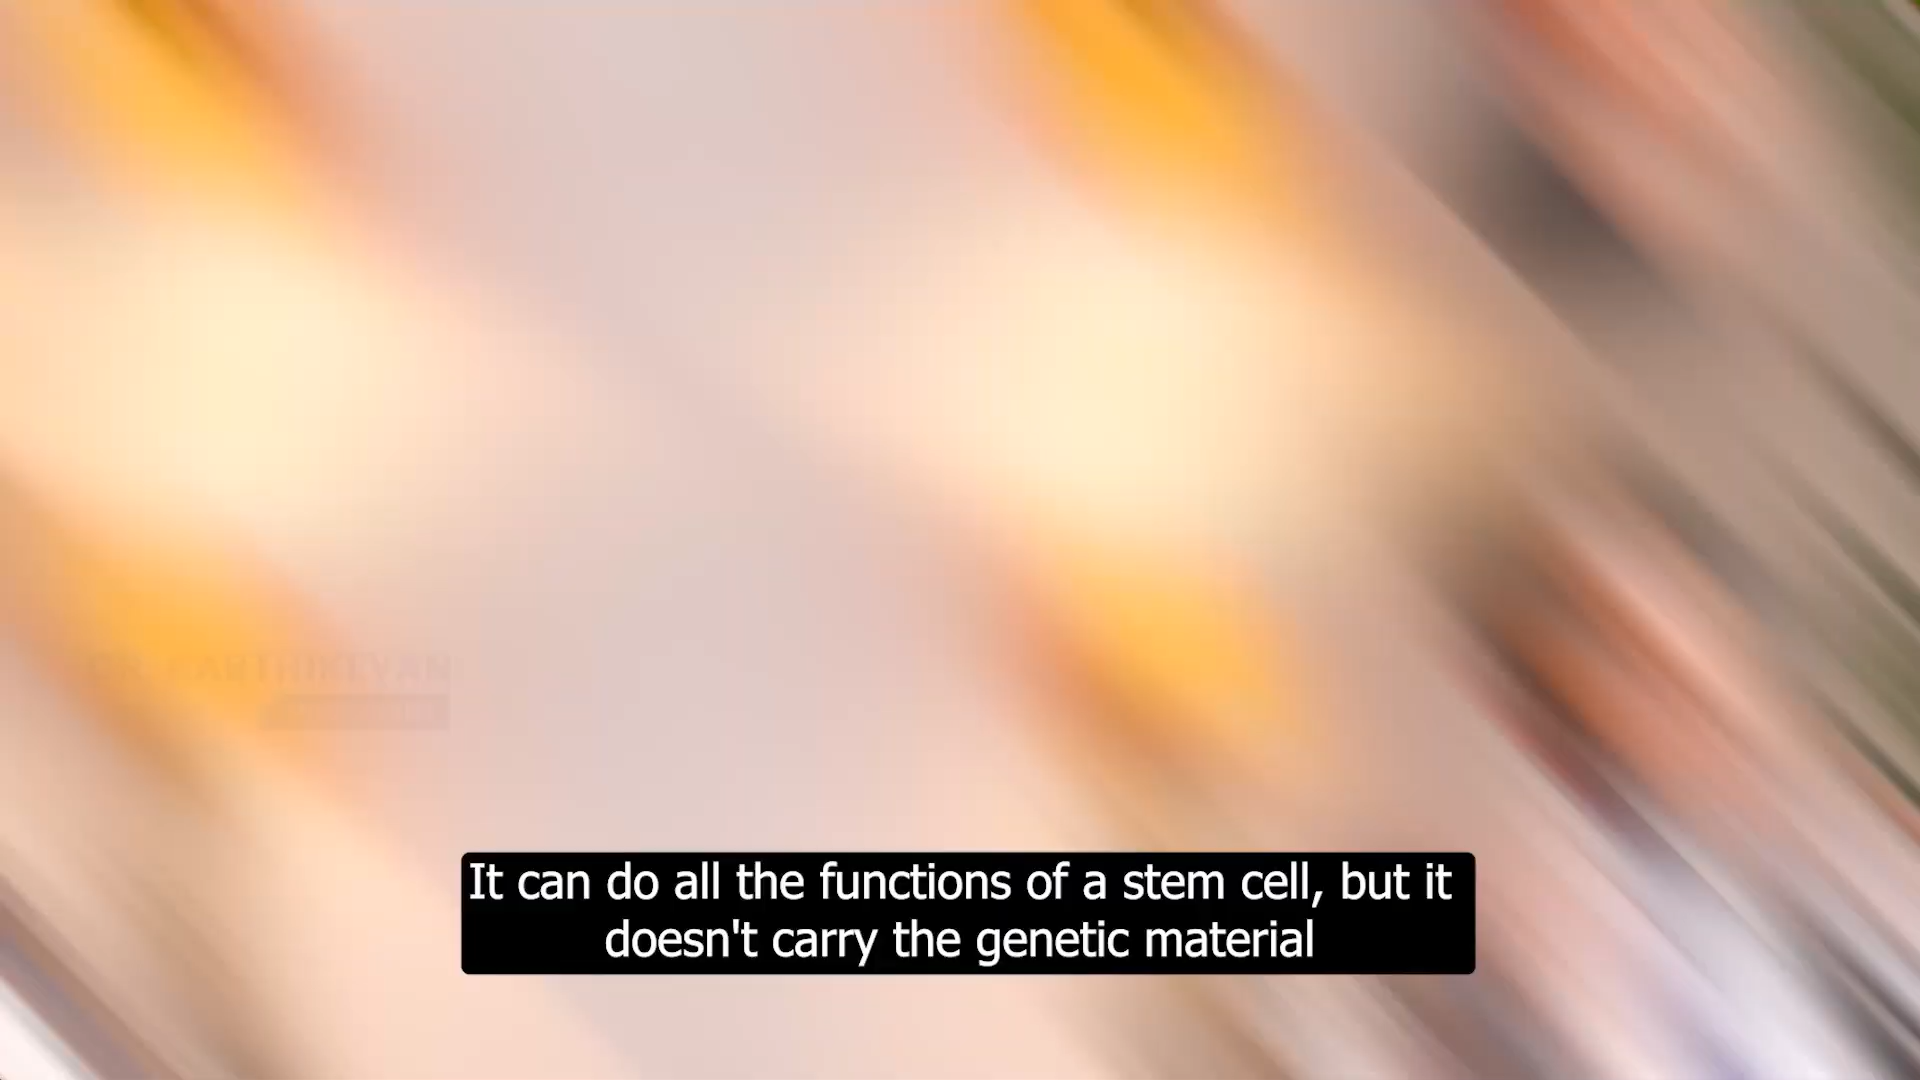 It can do all the functions of a stem cell, but it
doesn't carry the genetic material